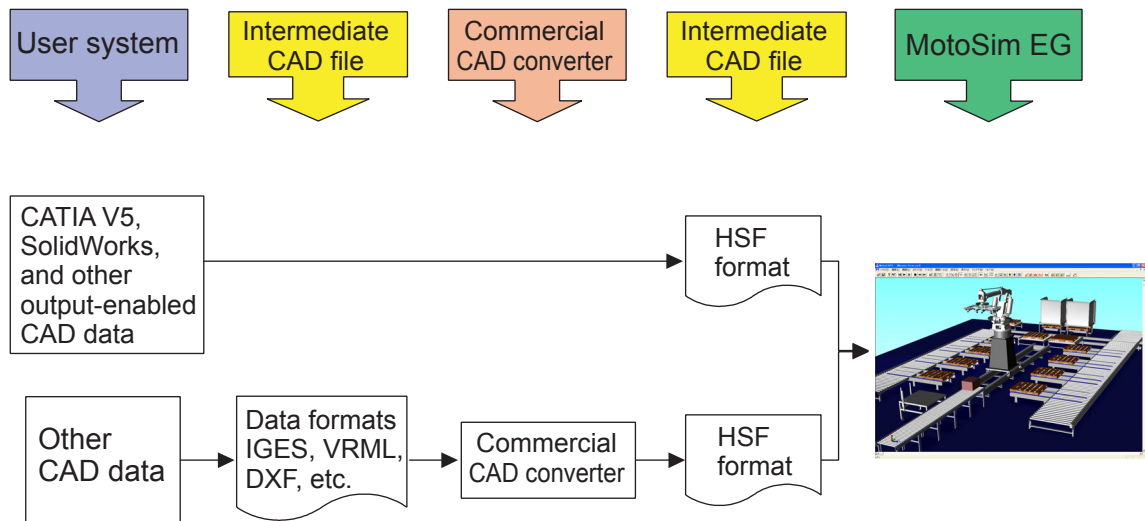 User system
Intermediate
CAD file
Commercial
CAD converter
Intermediate
CAD file
MotoSim EG
CATIA V5,
SolidWorks,
and other
output-enabled
CAD data
HSF
format
Other
CAD data
Data formats
IGES, VRML,
DXF, etc.
Commercial
CAD converter
HSF
format